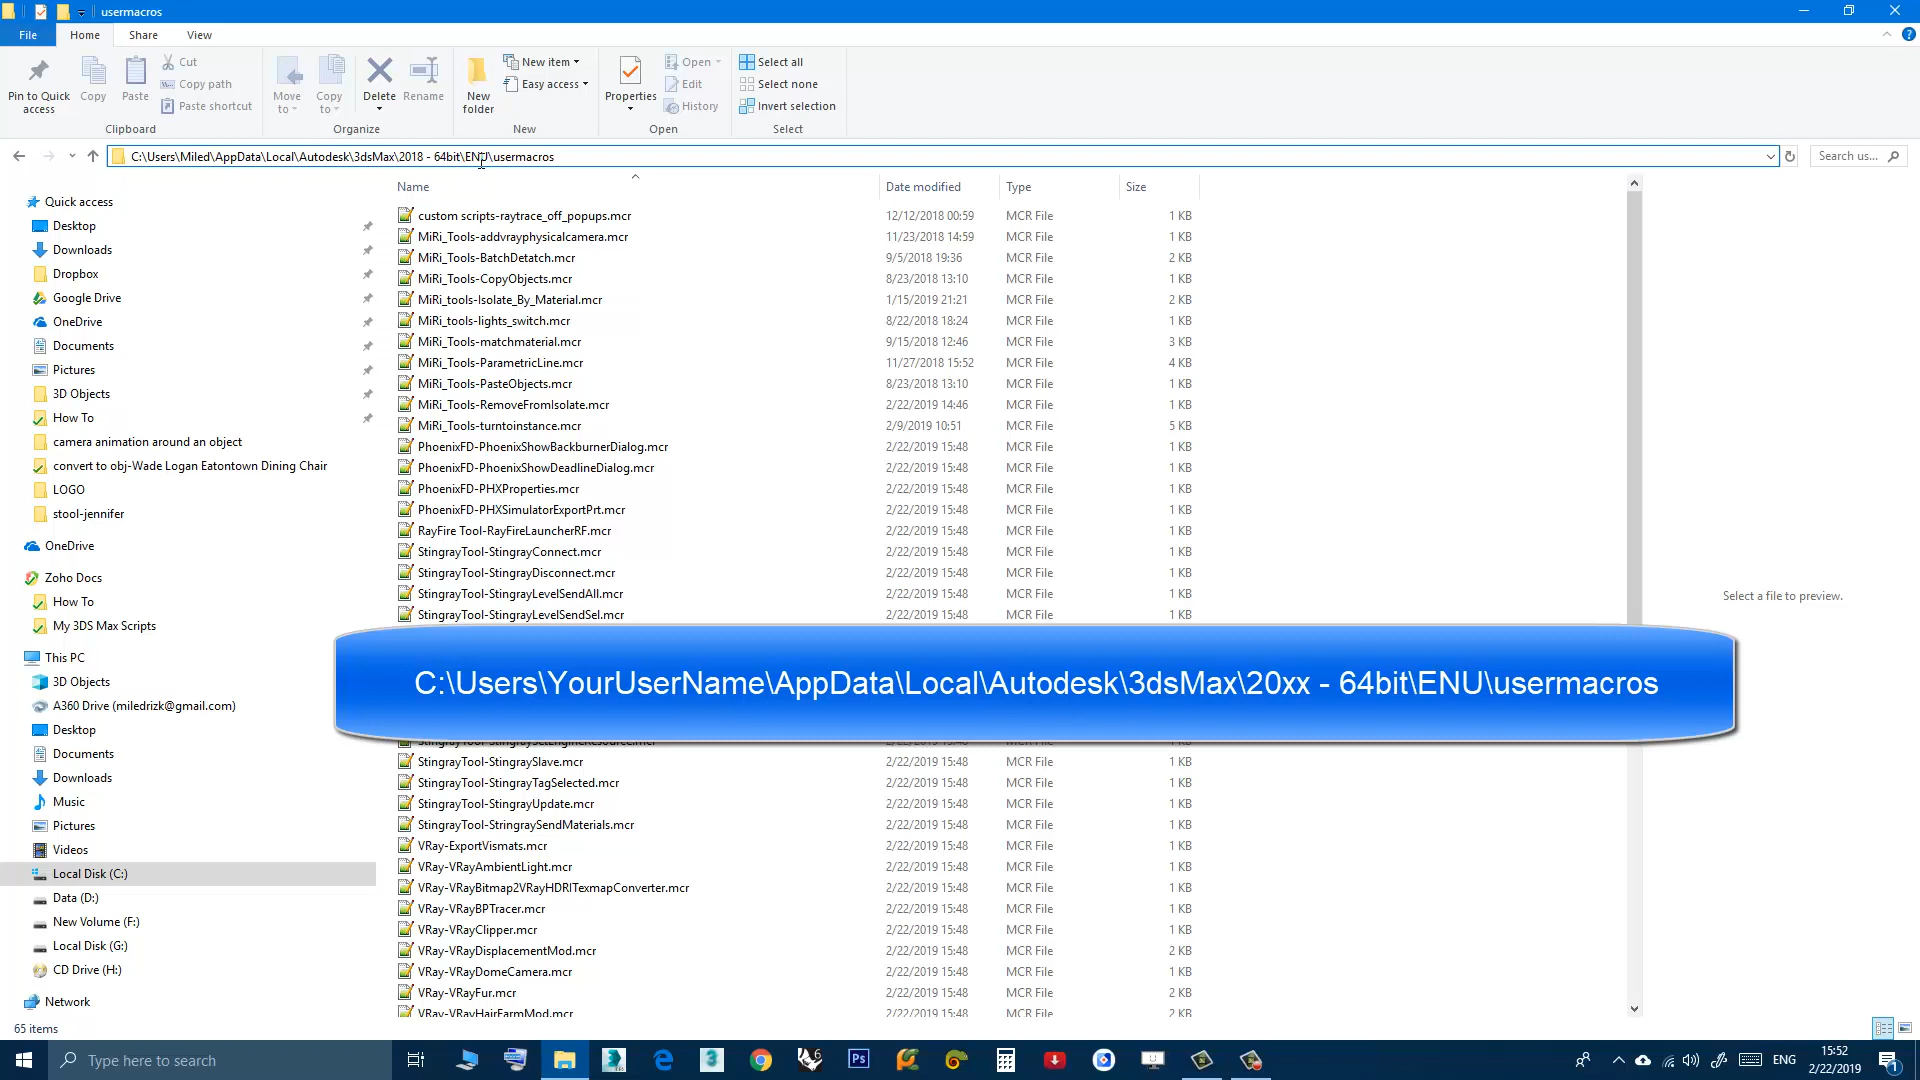 usermacros
File Home Share View
Pin to Quick access
Copy
Paste
Cut
Copy path
Paste shortcut
Clipboard
Move to
Copy to
Delete
Rename
Organize
New folder
New item
Easy access
New
Properties
Open
Edit
History
Open
Select all
Select none
Invert selection
Select
C:\Users\Miled\AppData\Local\Autodesk\3dsMax\2018 - 64bit\ENU\usermacros
Search us...
Quick access
Desktop
Downloads
Dropbox
Google Drive
OneDrive
Documents
Pictures
3D Objects
How To
camera animation around an object
convert to obj-Wade Logan Eatontown Dining Chair
LOGO
stool-jennifer
OneDrive
Zoho Docs
How To
My 3DS Max Scripts
This PC
3D Objects
A360 Drive (miledrizk@gmail.com)
Desktop
Documents
Downloads
Music
Pictures
Videos
Local Disk (C:)
Data (D:)
New Volume (F:)
Local Disk (G:)
CD Drive (H:)
Network
Name Date modified Type Size
custom scripts-raytrace_off_popups.mcr 12/12/2018 00:59 MCR File 1 KB
MiRi_Tools-addvrayphysicalcamera.mcr 11/23/2018 14:59 MCR File 1 KB
MiRi_Tools-BatchDetatch.mcr 9/5/2018 19:36 MCR File 2 KB
MiRi_Tools-CopyObjects.mcr 8/23/2018 13:10 MCR File 1 KB
MiRi_tools-Isolate_By_Material.mcr 1/15/2019 21:21 MCR File 2 KB
MiRi_tools-lights_switch.mcr 8/22/2018 18:24 MCR File 1 KB
MiRi_Tools-matchmaterial.mcr 9/15/2018 12:46 MCR File 3 KB
MiRi_Tools-ParametricLine.mcr 11/27/2018 15:52 MCR File 4 KB
MiRi_Tools-PasteObjects.mcr 8/23/2018 13:10 MCR File 1 KB
MiRi_Tools-RemoveFromIsolate.mcr 2/22/2019 14:46 MCR File 1 KB
MiRi_Tools-turntoinstance.mcr 2/9/2019 10:51 MCR File 5 KB
PhoenixFD-PhoenixShowBackburnerDialog.mcr 2/22/2019 15:48 MCR File 1 KB
PhoenixFD-PhoenixShowDeadlineDialog.mcr 2/22/2019 15:48 MCR File 1 KB
PhoenixFD-PHXProperties.mcr 2/22/2019 15:48 MCR File 1 KB
PhoenixFD-PHXSimulatorExportPrt.mcr 2/22/2019 15:48 MCR File 1 KB
RayFire Tool-RayFireLauncherRF.mcr 2/22/2019 15:48 MCR File 1 KB
StingrayTool-StingrayConnect.mcr 2/22/2019 15:48 MCR File 1 KB
StingrayTool-StingrayDisconnect.mcr 2/22/2019 15:48 MCR File 1 KB
StingrayTool-StingrayLevelSendAll.mcr 2/22/2019 15:48 MCR File 1 KB
StingrayTool-StingrayLevelSendSel.mcr 2/22/2019 15:48 MCR File 1 KB
C:\Users\YourUserName\AppData\Local\Autodesk\3dsMax\20xx - 64bit\ENU\usermacros
StingrayTool-StingraySlave.mcr 2/22/2019 15:48 MCR File 1 KB
StingrayTool-StingrayTagSelected.mcr 2/22/2019 15:48 MCR File 1 KB
StingrayTool-StingrayUpdate.mcr 2/22/2019 15:48 MCR File 1 KB
StingrayTool-StringraySendMaterials.mcr 2/22/2019 15:48 MCR File 1 KB
VRay-ExportVismats.mcr 2/22/2019 15:48 MCR File 1 KB
VRay-VRayAmbientLight.mcr 2/22/2019 15:48 MCR File 1 KB
VRay-VRayBitmap2VRayHDRITexmapConverter.mcr 2/22/2019 15:48 MCR File 1 KB
VRay-VRayBPTracer.mcr 2/22/2019 15:48 MCR File 1 KB
VRay-VRayClipper.mcr 2/22/2019 15:48 MCR File 1 KB
VRay-VRayDisplacementMod.mcr 2/22/2019 15:48 MCR File 2 KB
VRay-VRayDomeCamera.mcr 2/22/2019 15:48 MCR File 1 KB
VRay-VRayFur.mcr 2/22/2019 15:48 MCR File 2 KB
VRay-VRayHairFarmMod.mcr 2/22/2019 15:48 MCR File 2 KB
Select a file to preview.
65 items
Type here to search
Ps
ENG
15:52
2/22/2019